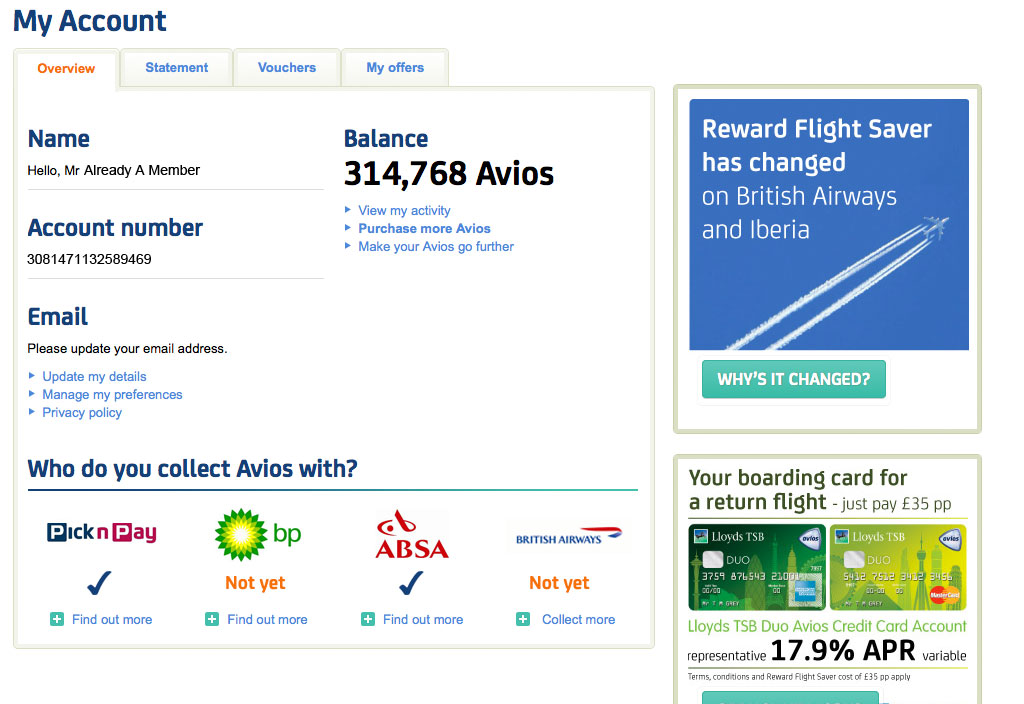 My Account
Overview
Statement
Vouchers
My offers
Name
Hello, Mr Already A Member
Account number
3081471132589469
Email
Please update your email address.
Update my details
Manage my preferences
Privacy policy
Balance
314,768 Avios
View my activity
Purchase more Avios
Make your Avios go further
Who do you collect Avios with?
Pick n Pay
bp
ABSA
BRITISH AIRWAYS
Not yet
Not yet
Find out more
Find out more
Find out more
Collect more
Reward Flight Saver
has changed
on British Airways
and Iberia
WHY'S IT CHANGED?
Your boarding card for
a return flight - just pay £35 pp
Lloyds TSB
avios
DUO
3759 876543 21001
MR T M GREY
Lloyds TSB
avios
DUO
5412 7512 3412 3456
MasterCard
MR T M GREY
Lloyds TSB Duo Avios Credit Card Account
representative 17.9% APR variable
Terms, conditions and Reward Flight Saver cost of £35 pp apply